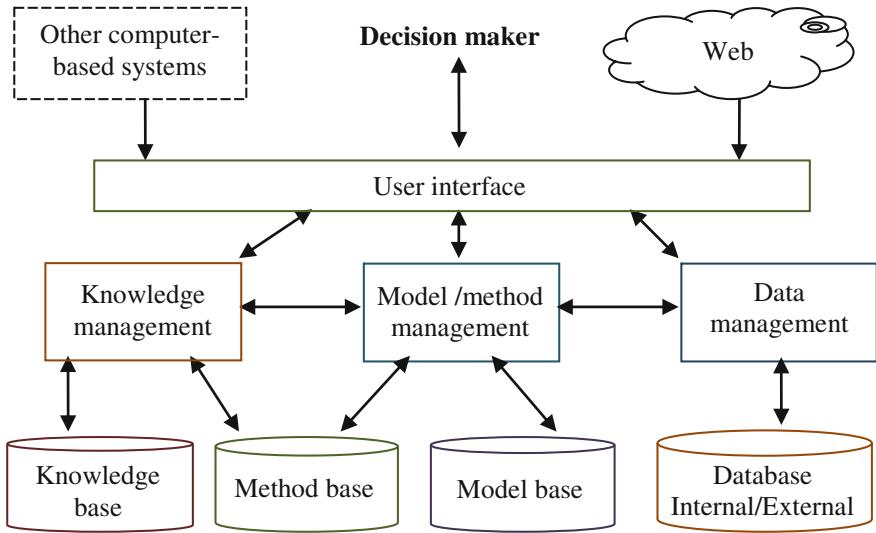 Other computer-
based systems
Decision maker
Web
User interface
Knowledge
management
Model /method
management
Data
management
Knowledge
base
Method base
Model base
Database
Internal/External